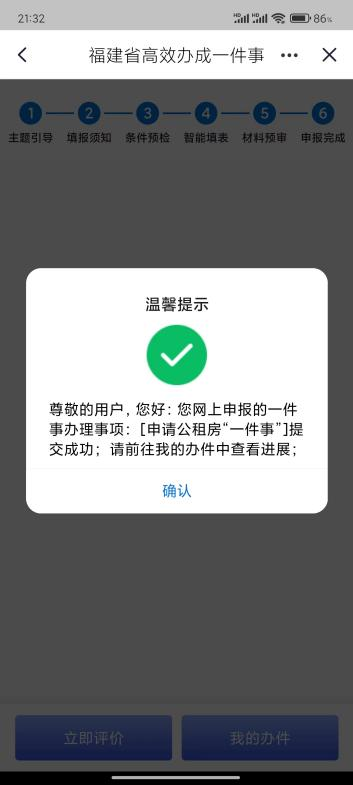 21:32
HD HD 86%
福建省高效办成一件事
1 2 3 4 5 6
主题引导 填报须知 条件预检 智能填表 材料预审 申报完成
温馨提示
尊敬的用户，您好：您网上申报的一件
事办理事项：[申请公租房“一件事”]提
交成功；请前往我的办件中查看进展；
确认
立即评价 我的办件